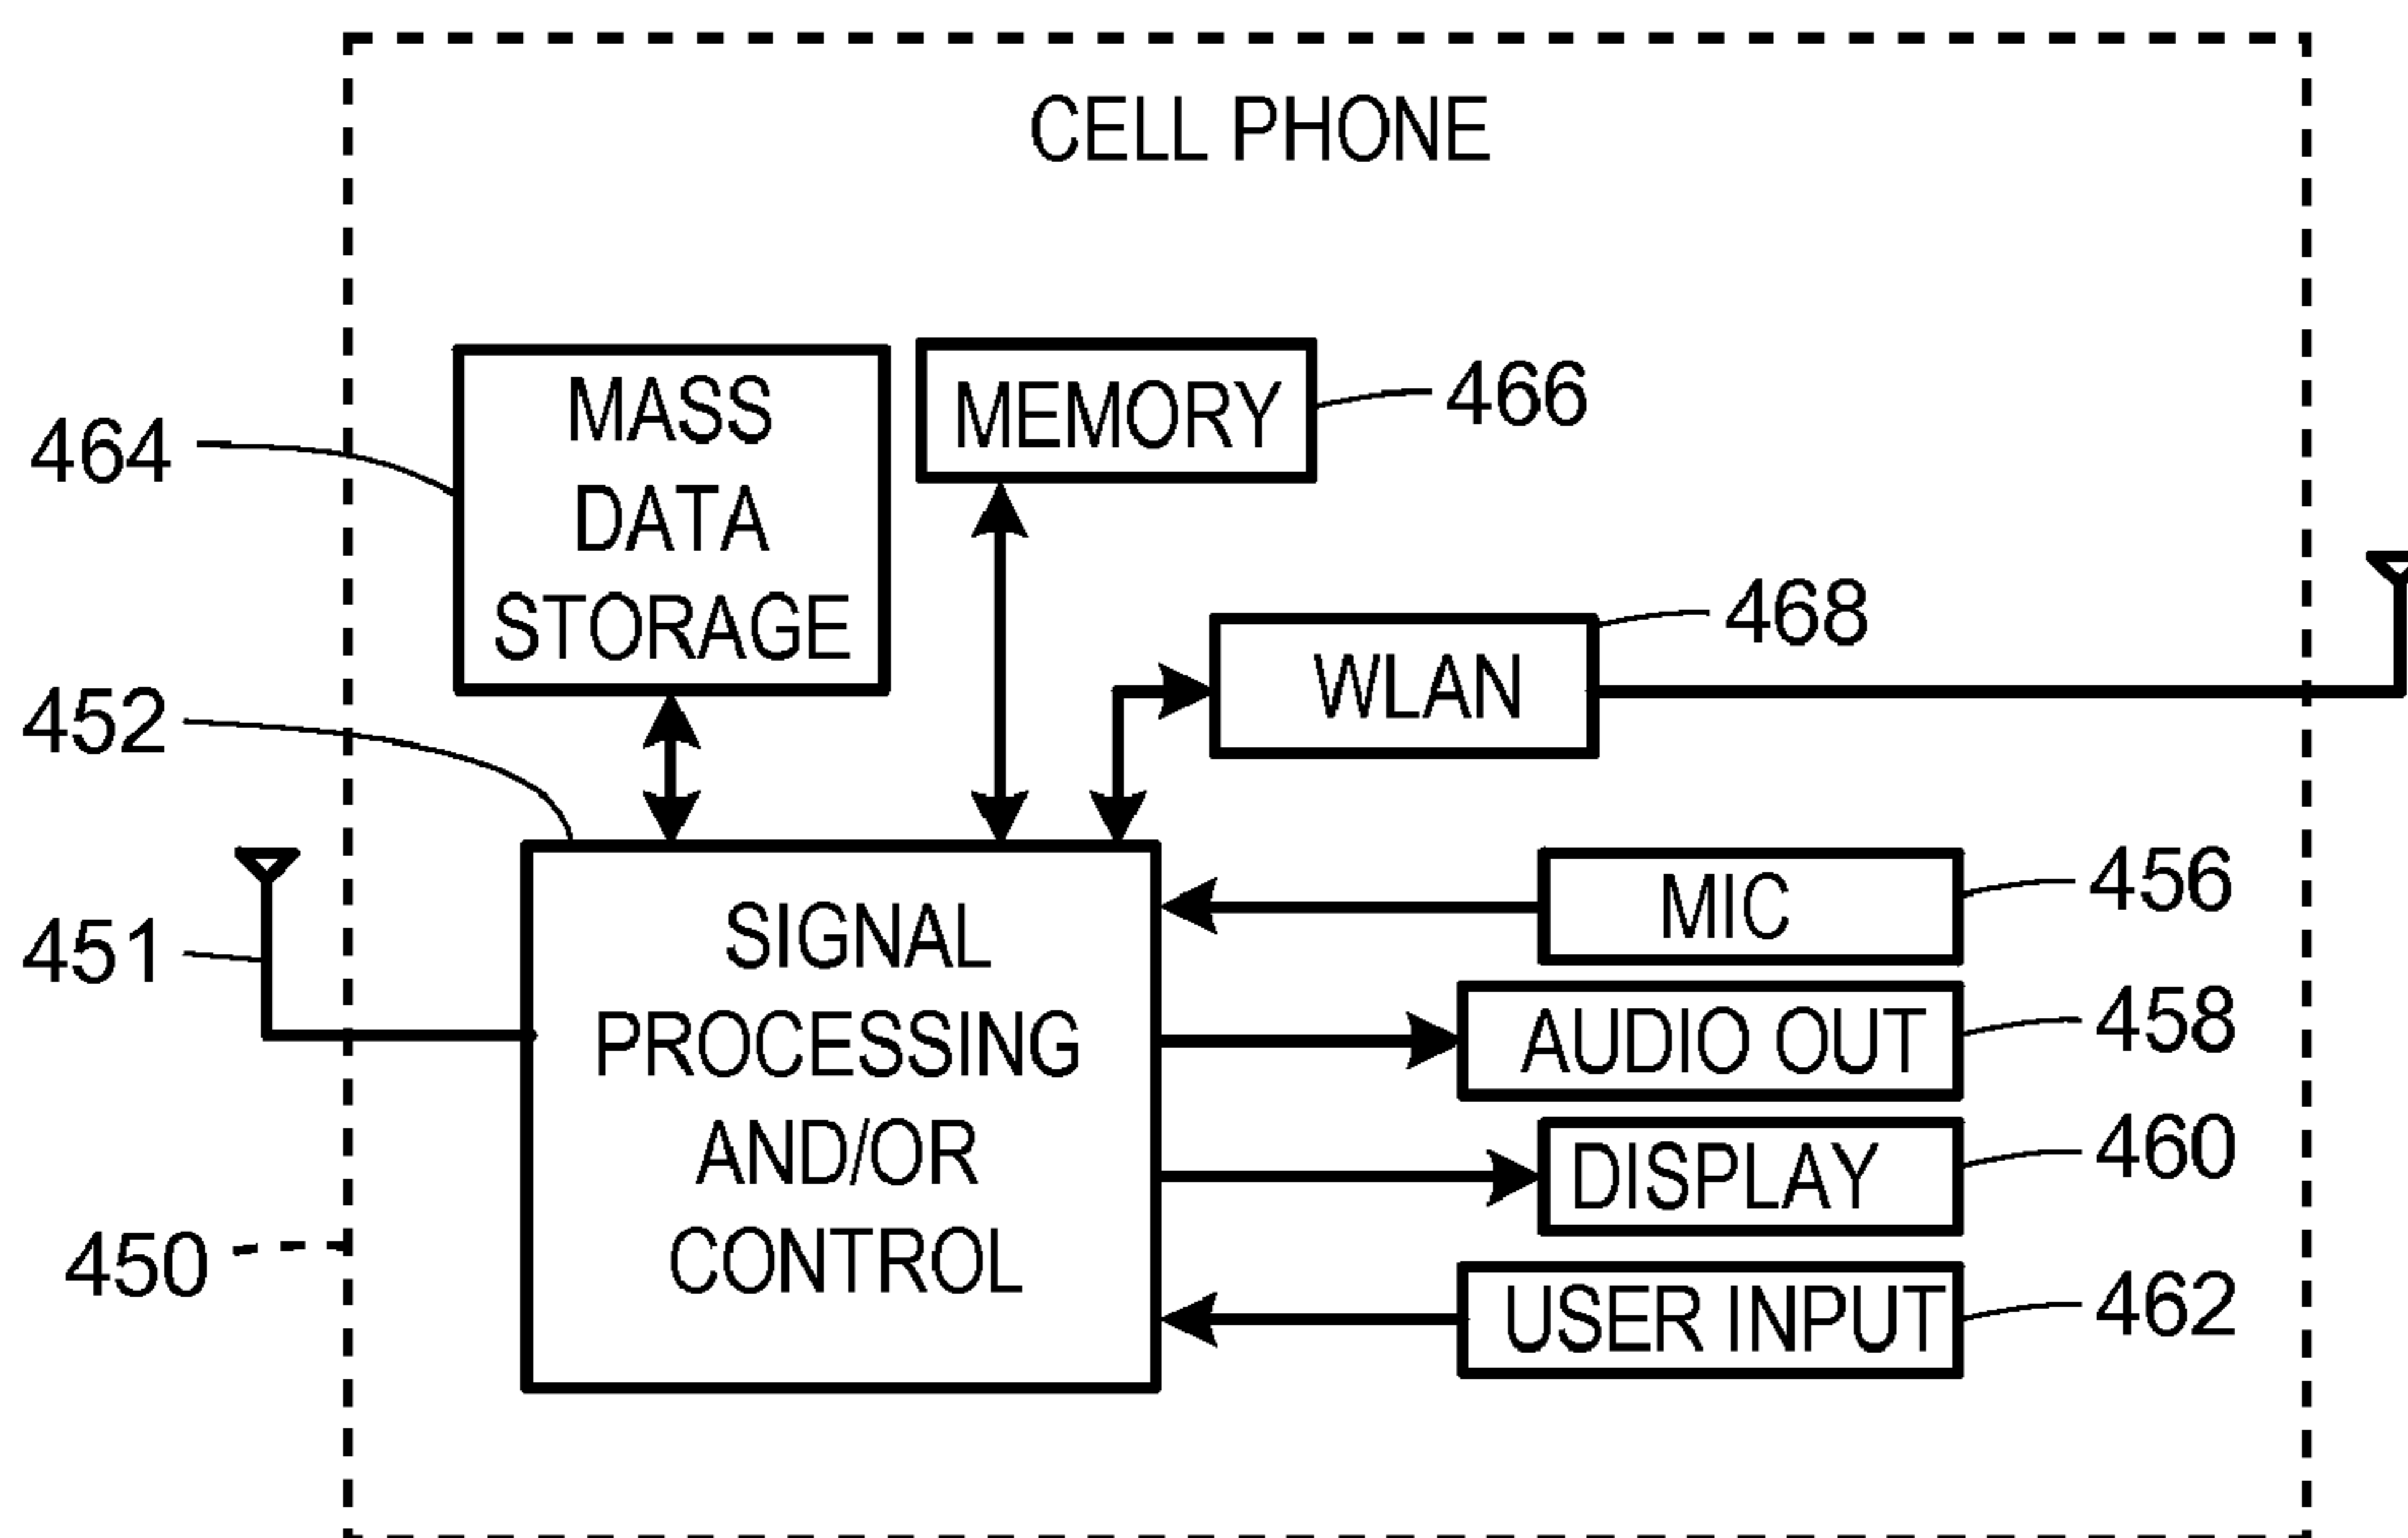 CELL PHONE
MASS
DATA
STORAGE
464
MEMORY
466
WLAN
468
452
451
SIGNAL
PROCESSING
AND/OR
CONTROL
450
MIC
456
AUDIO OUT
458
DISPLAY
460
USER INPUT
462